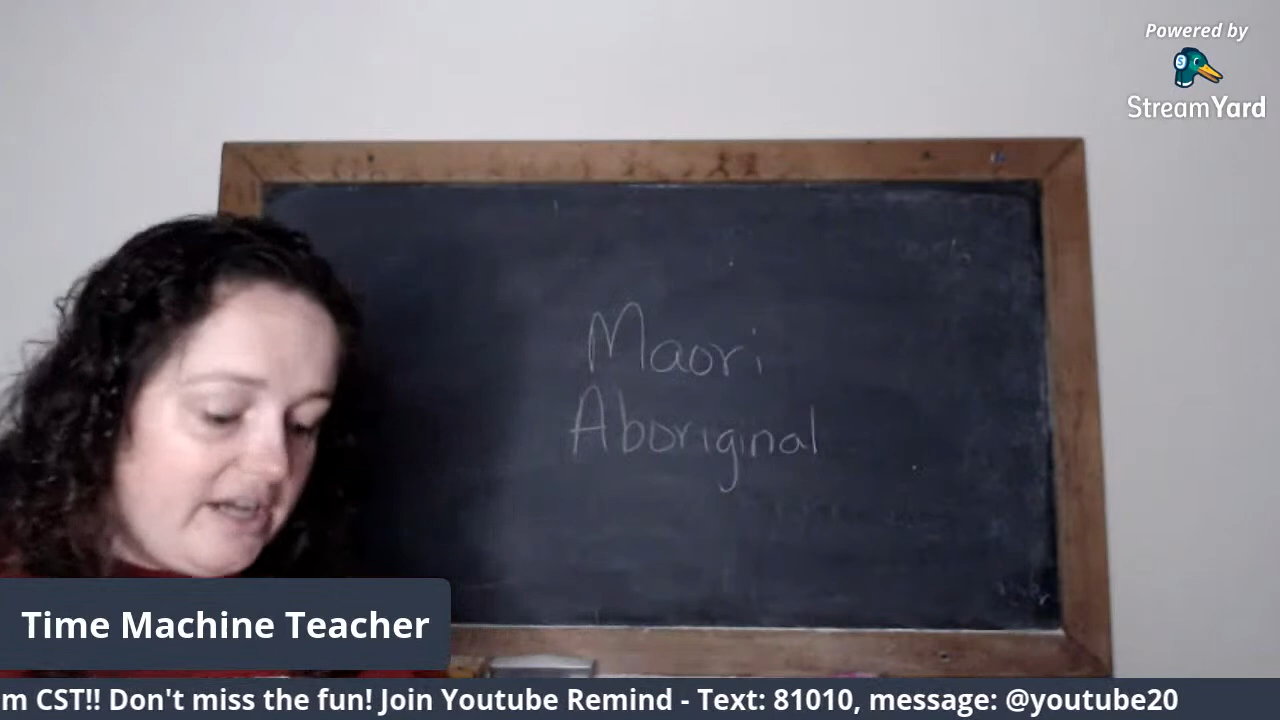 Powered by
StreamYard
Maori
Aboriginal
Time Machine Teacher
m CST!! Don't miss the fun! Join Youtube Remind - Text: 81010, message: @youtube20